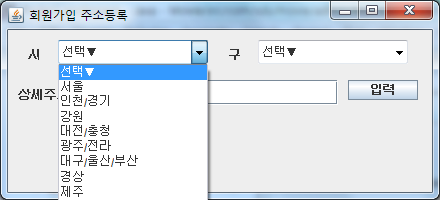 회원가입 주소등록
시 선택▼ 구 선택▼
선택▼
서울
상세주 입력
인천/경기
강원
대전/충청
광주/전라
대구/울산/부산
경상
제주